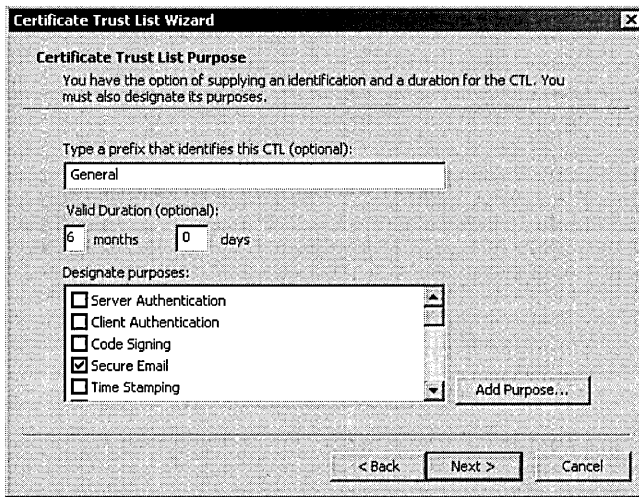 Certificate Trust List Wizard
Certificate Trust List Purpose
You have the option of supplying an identification and a duration for the CTL. You
must also designate its purposes.
Type a prefix that identifies this CTL (optional):
General
Valid Duration (optional):
6 months 0 days
Designate purposes:
Server Authentication
Client Authentication
Code Signing
Secure Email
Time Stamping
Add Purpose...
< Back Next > Cancel